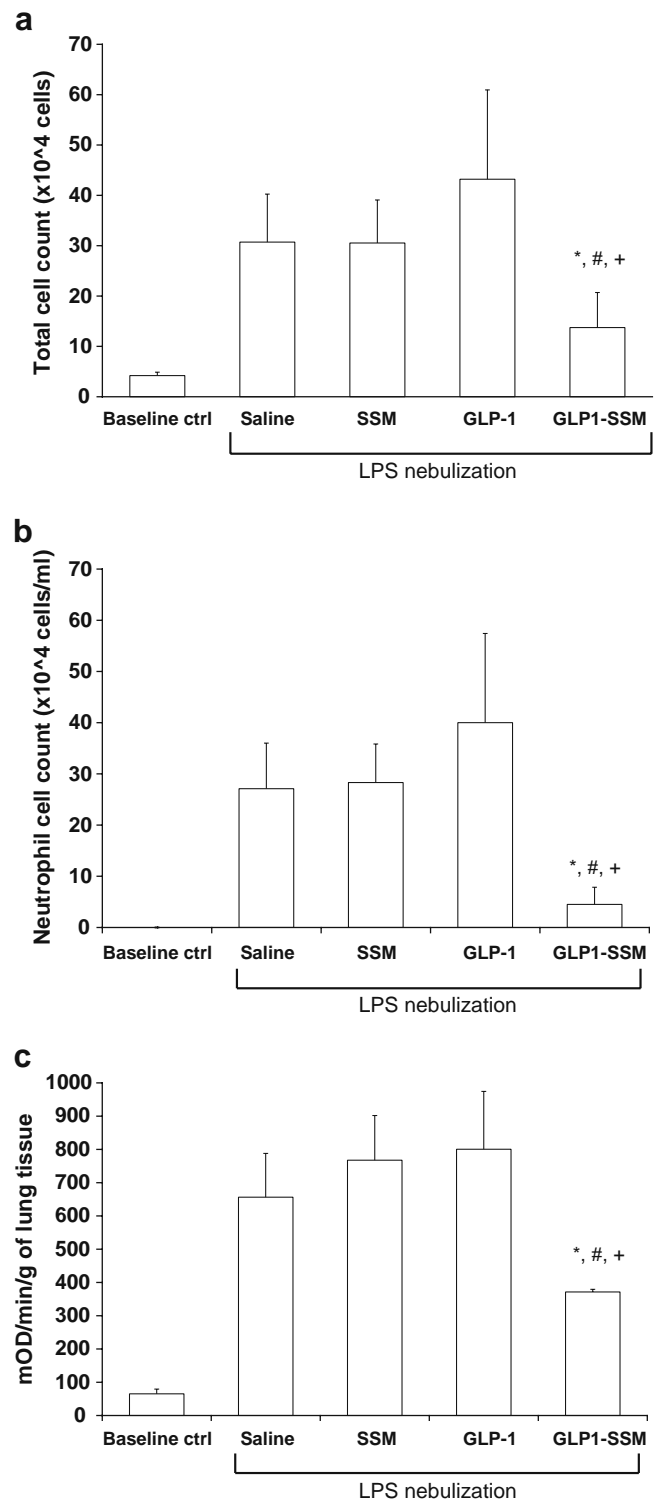 a
Total cell count (x10^4 cells)
70
60
50
40
30
20
10
0
*, #, +
Baseline ctrl Saline SSM GLP-1 GLP1-SSM
LPS nebulization
b
Neutrophil cell count (x10^4 cells/ml)
70
60
50
40
30
20
10
0
*, #, +
Baseline ctrl Saline SSM GLP-1 GLP1-SSM
LPS nebulization
c
mOD/min/g of lung tissue
1000
900
800
700
600
500
400
300
200
100
0
*, #, +
Baseline ctrl Saline SSM GLP-1 GLP1-SSM
LPS nebulization